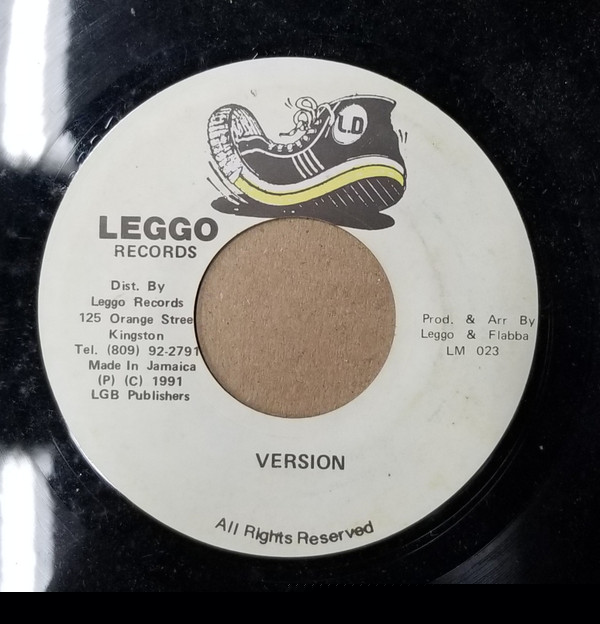 L.D
LEGGO
RECORDS
Dist. By
Leggo Records
125 Orange Stree
Kingston
Tel. (809) 92-2791
Made In Jamaica
(P) (C) 1991
LGB Publishers
Prod. & Arr By
Leggo & Flabba
LM 023
VERSION
All Rights Reserved